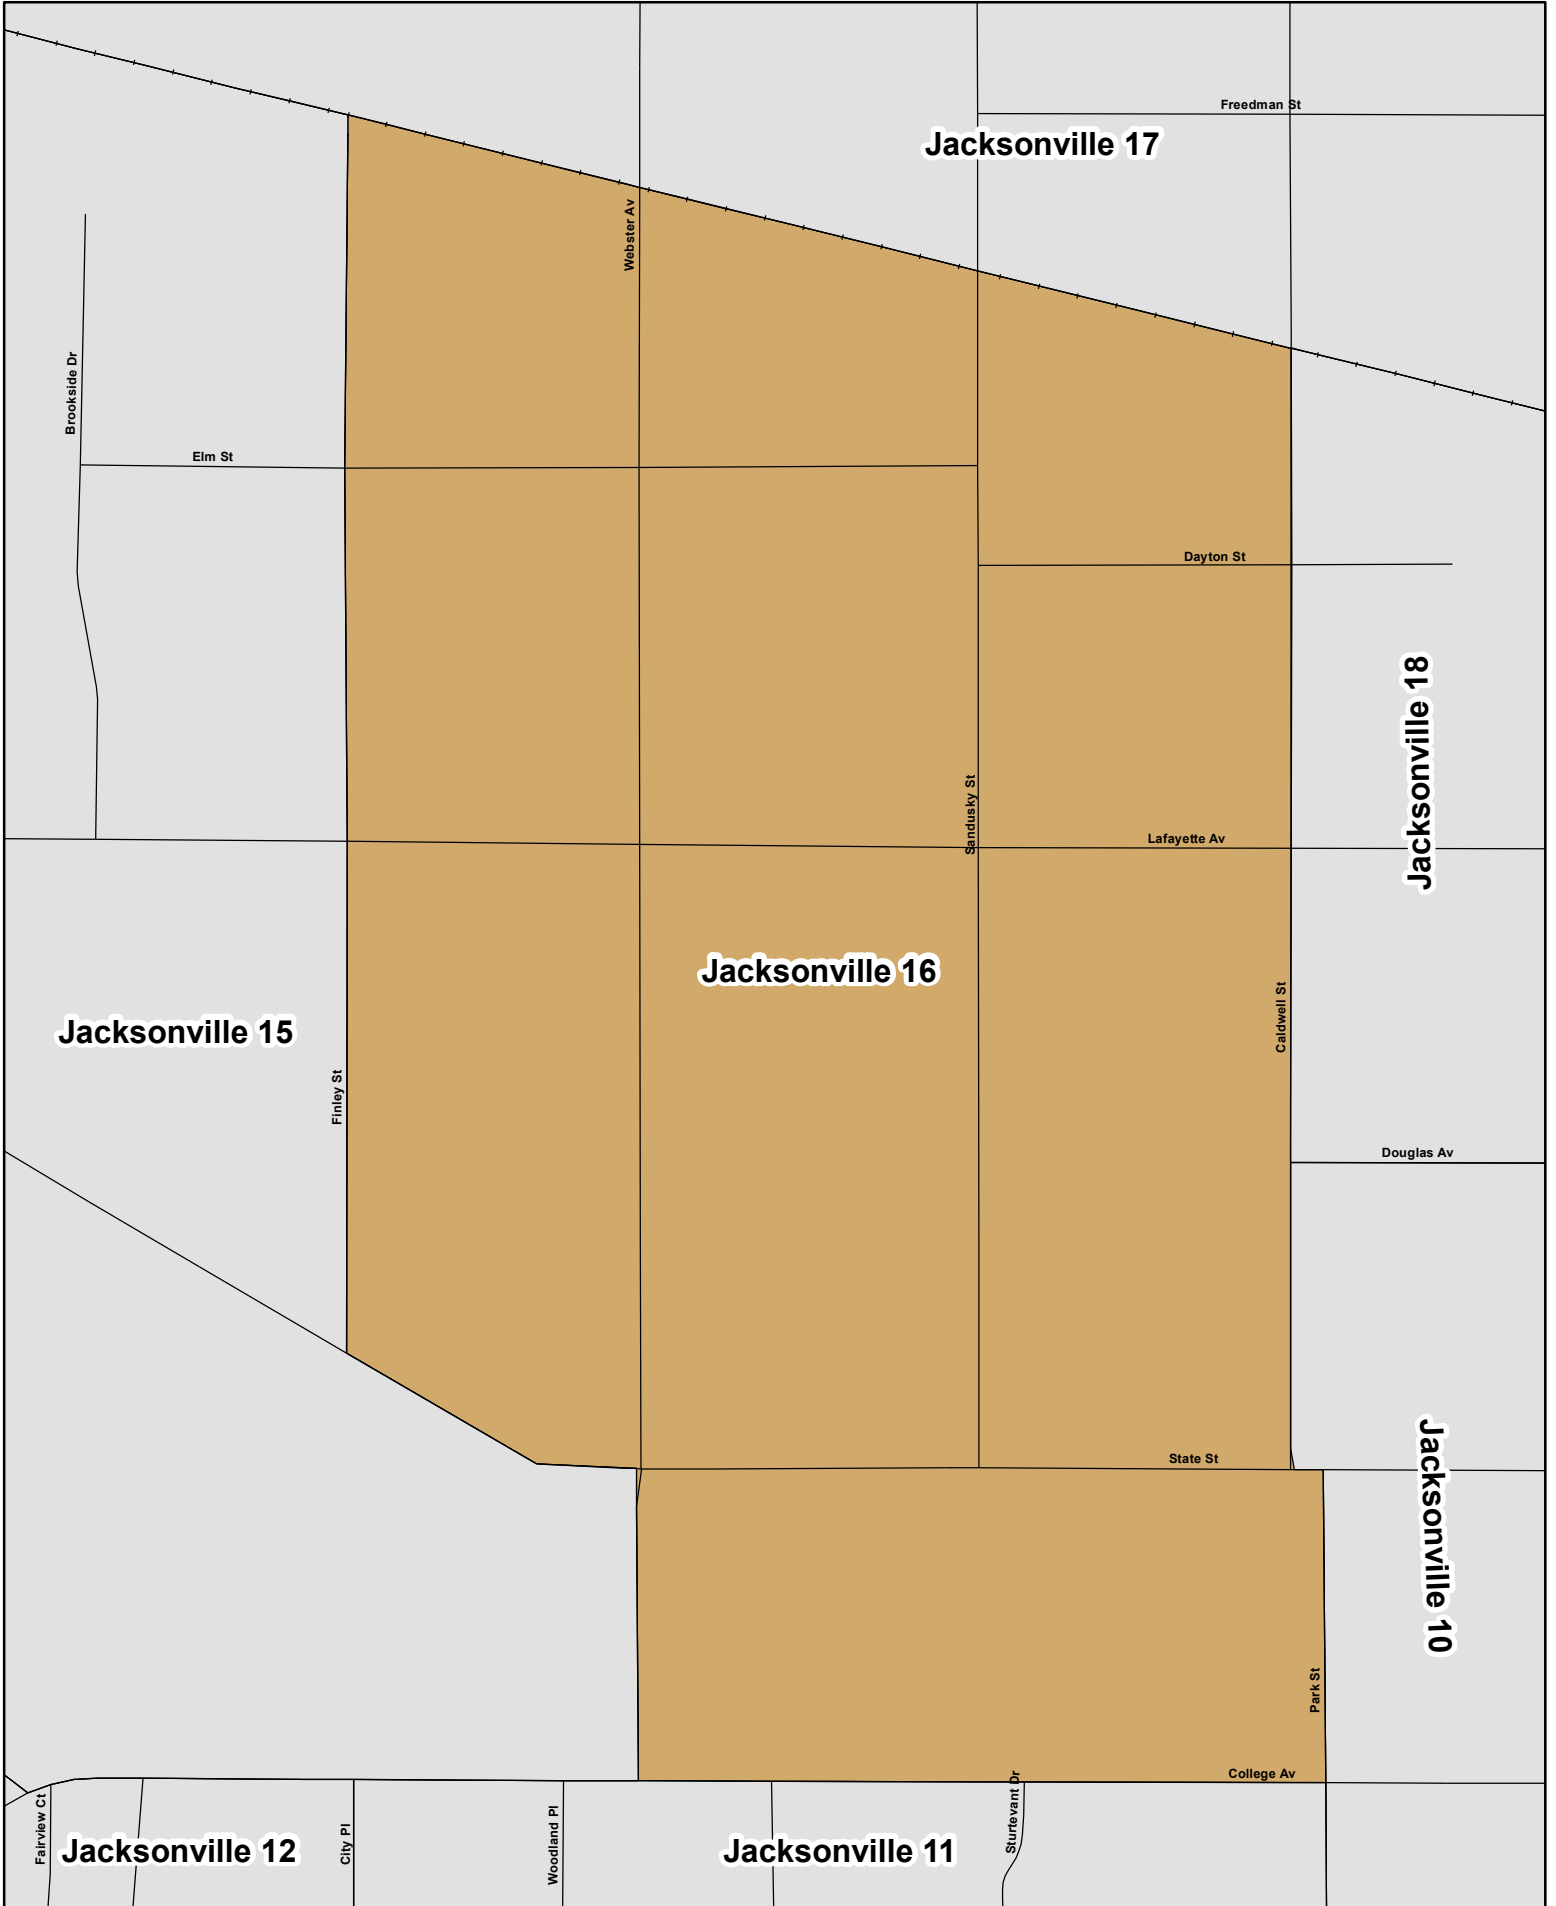 Freedman St
Jacksonville 17
Webster Av
Brookside Dr
Elm St
Dayton St
Jacksonville 18
Sandusky St
Lafayette Av
Jacksonville 16
Caldwell St
Jacksonville 15
Finley St
Douglas Av
State St
Jacksonville 10
Park St
College Av
Sturtevant Dr
Fairview Ct
Jacksonville 12
City Pl
Woodland Pl
Jacksonville 11